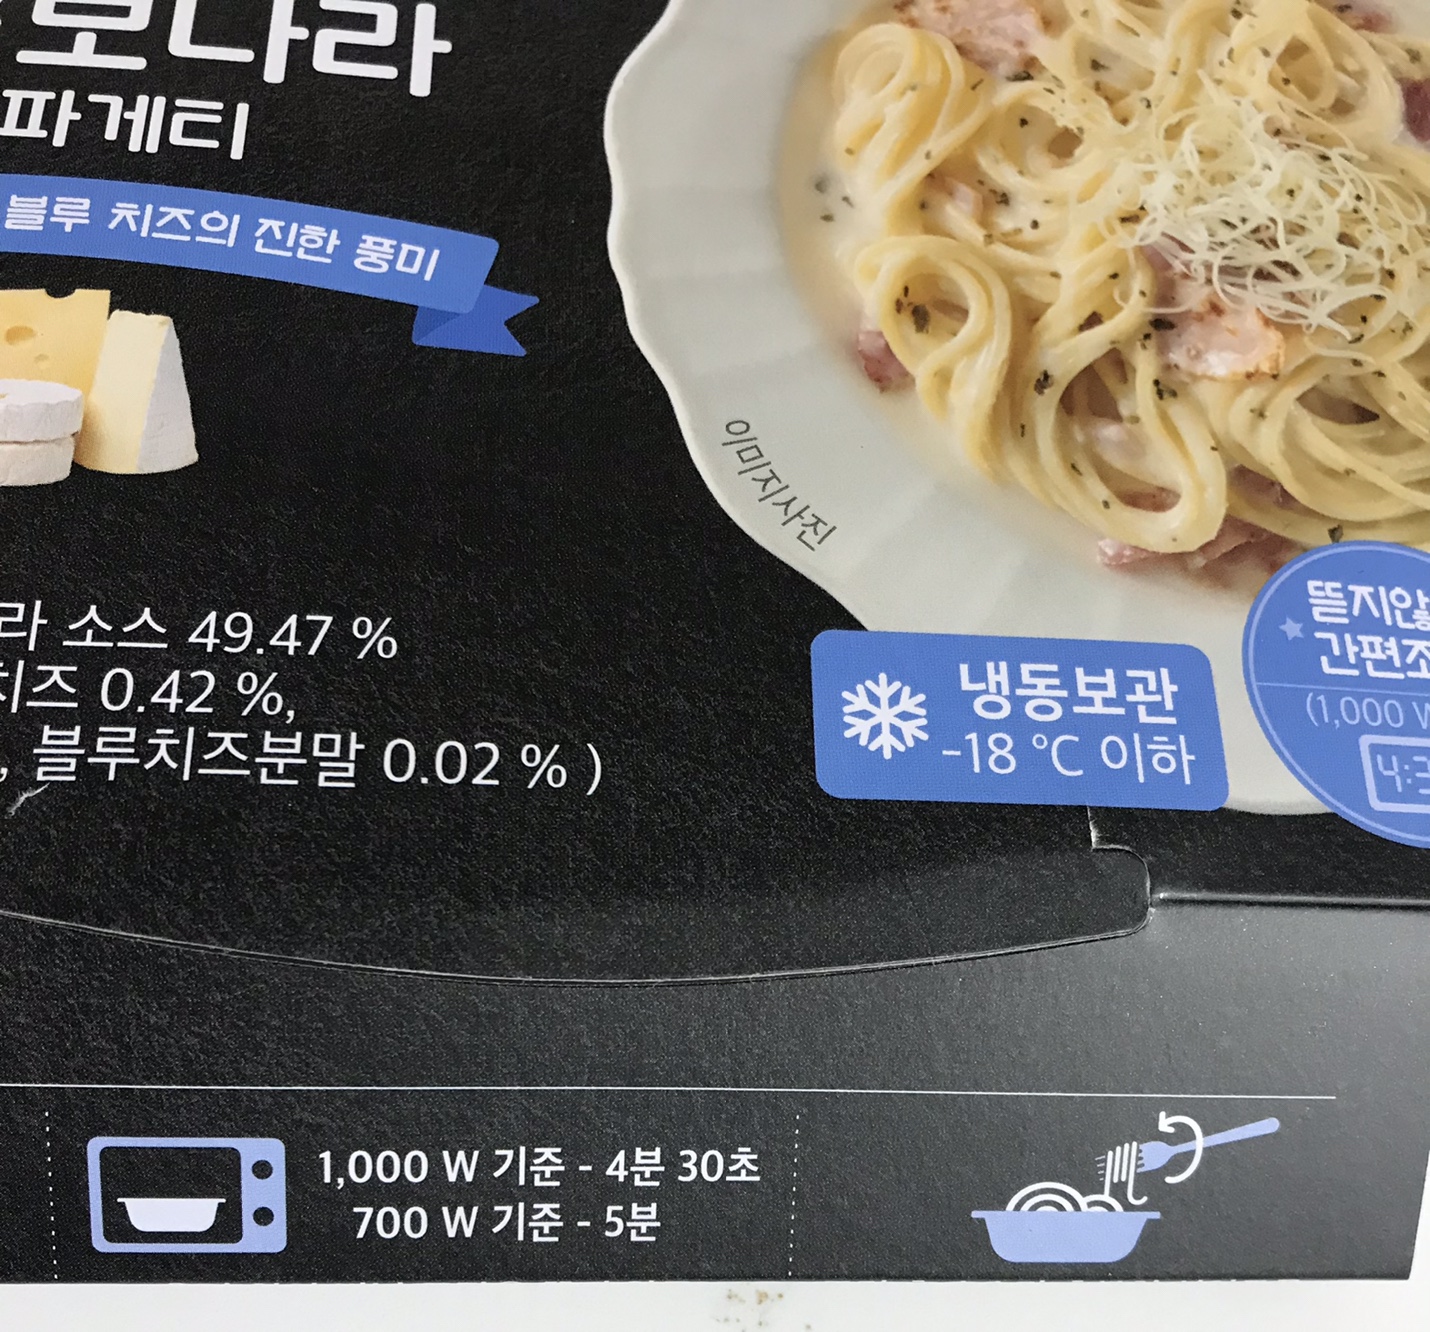 보나라
파게티
블루 치즈의 진한 풍미
이미지사진
라 소스 49.47 %
치즈 0.42 %,
, 블루치즈분말 0.02 % )
냉동보관
-18 ℃ 이하
뜯지않
간편조
(1,000 W
4:3
1,000 W 기준 - 4분 30초
700 W 기준 - 5분